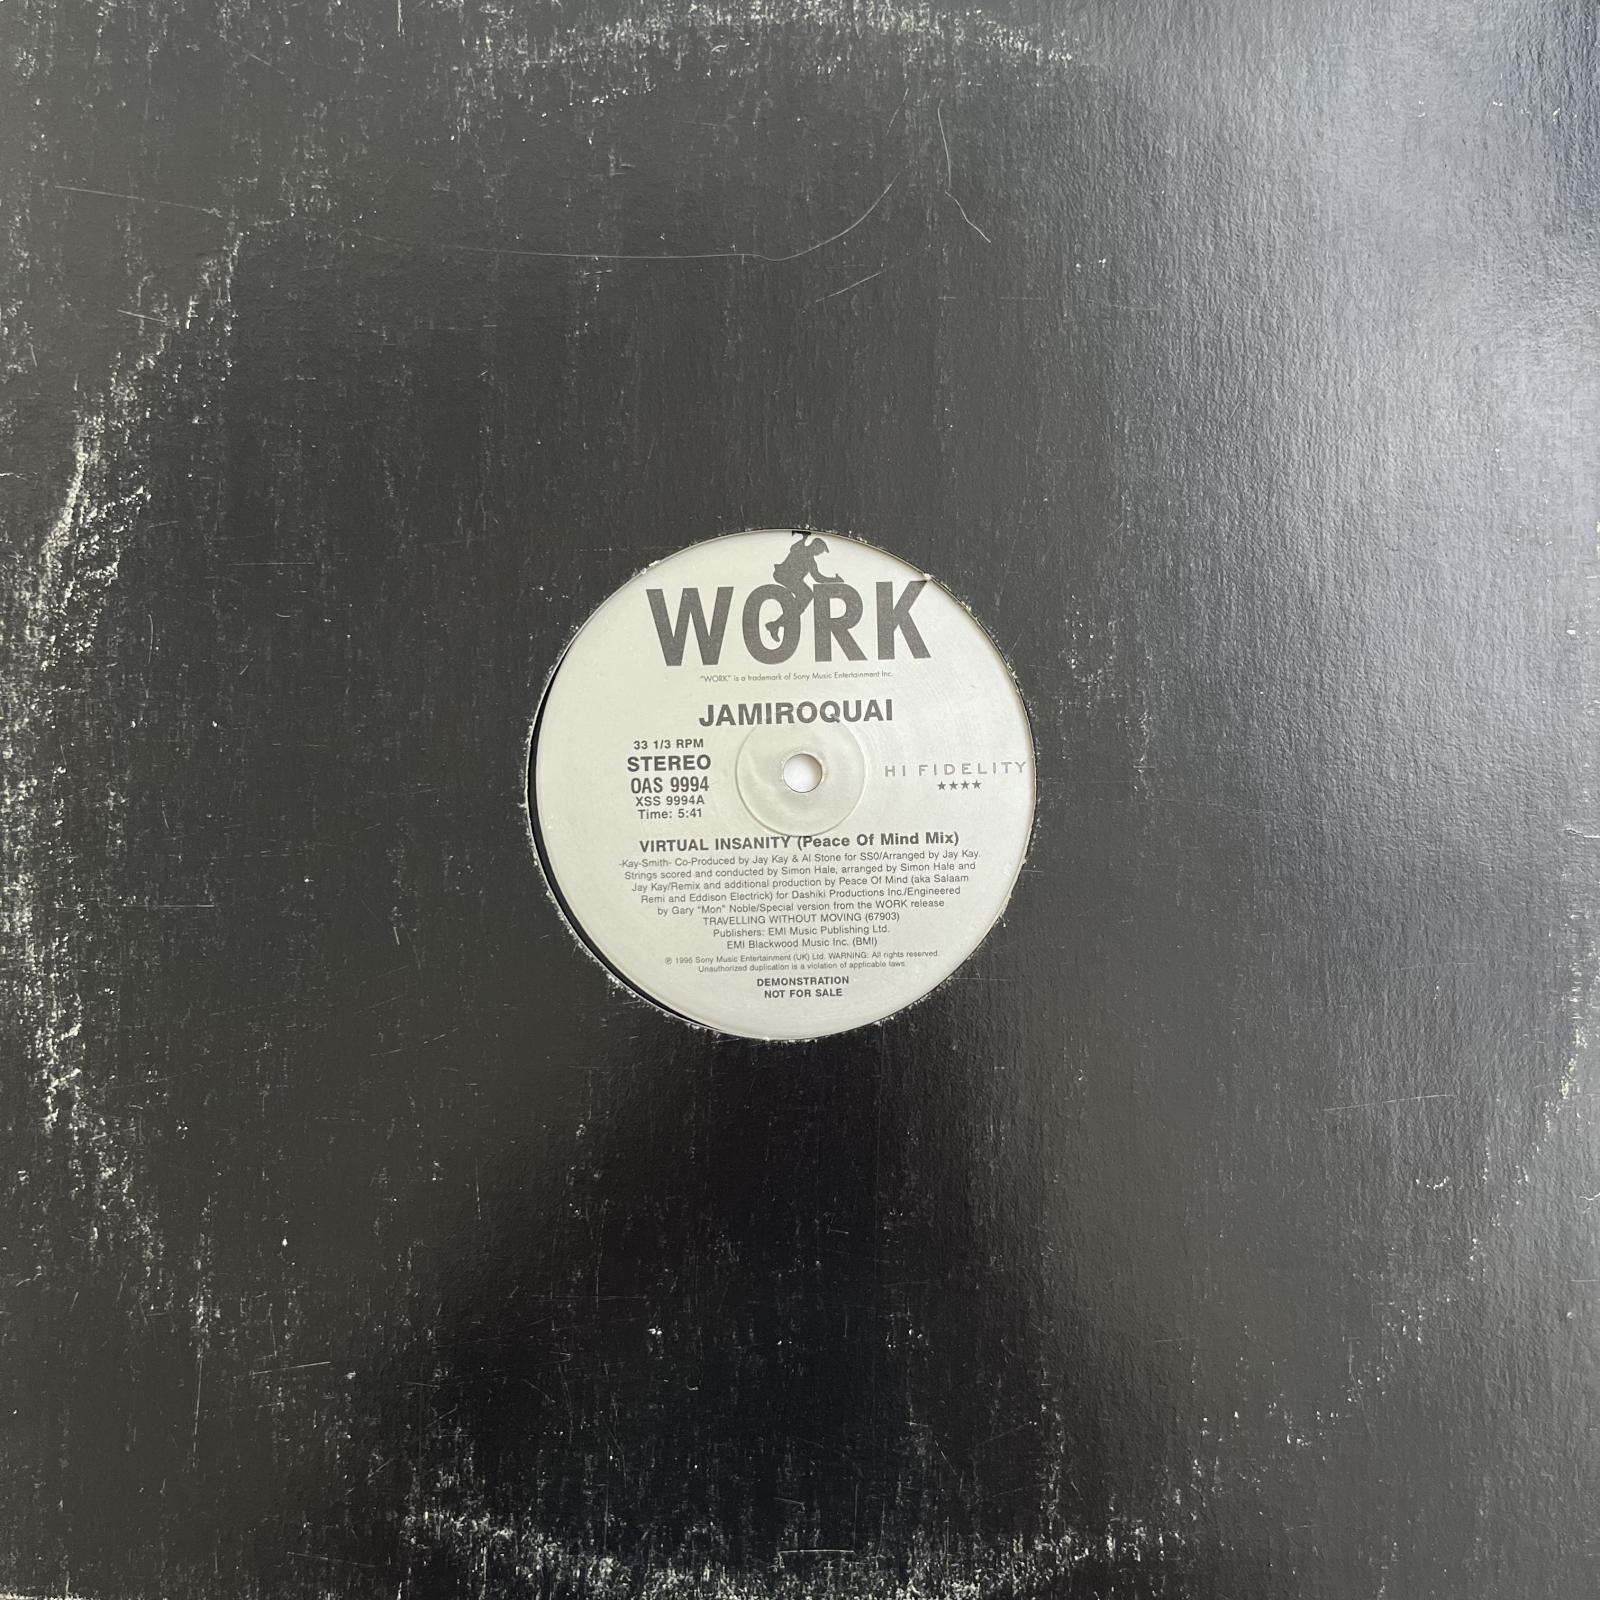 WORK
"WORK" is a trademark of Sony Music Entertainment Inc.
JAMIROQUAI
33 1/3 RPM
STEREO
OAS 9994
XSS 9994A
Time: 5:41
HI FIDELITY
★★★★
VIRTUAL INSANITY (Peace Of Mind Mix)
-Kay-Smith- Co-Produced by Jay Kay & Al Stone for SS0/Arranged by Jay Kay.
Strings scored and conducted by Simon Hale, arranged by Simon Hale and
Jay Kay/Remix and additional production by Peace Of Mind (aka Salaam
Remi and Eddison Electrick) for Dashiki Productions Inc./Engineered
by Gary "Mon" Noble/Special version from the WORK release
TRAVELLING WITHOUT MOVING (67903)
Publishers: EMI Music Publishing Ltd.
EMI Blackwood Music Inc. (BMI)
℗ 1996 Sony Music Entertainment (UK) Ltd. WARNING: All rights reserved.
Unauthorized duplication is a violation of applicable laws.
DEMONSTRATION
NOT FOR SALE